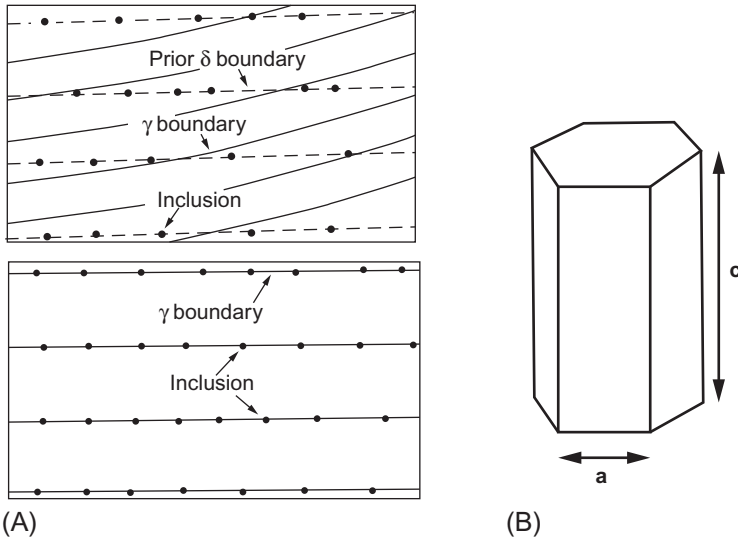 Prior δ boundary
γ boundary
Inclusion
γ boundary
Inclusion
(A)
c
a
(B)